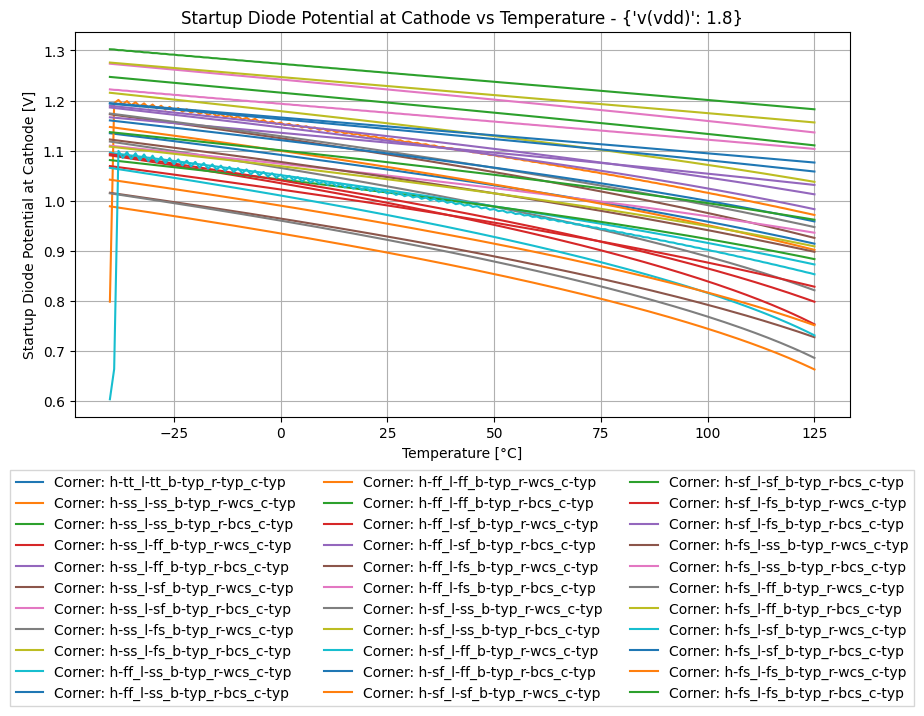 Startup Diode Potential at Cathode vs Temperature - {'v(vdd)': 1.8}
Startup Diode Potential at Cathode [V]
1.3
1.2
1.1
1.0
0.9
0.8
0.7
0.6
−25 0 25 50 75 100 125
Temperature [°C]
Corner: h-tt_l-tt_b-typ_r-typ_c-typ
Corner: h-ss_l-ss_b-typ_r-wcs_c-typ
Corner: h-ss_l-ss_b-typ_r-bcs_c-typ
Corner: h-ss_l-ff_b-typ_r-wcs_c-typ
Corner: h-ss_l-ff_b-typ_r-bcs_c-typ
Corner: h-ss_l-sf_b-typ_r-wcs_c-typ
Corner: h-ss_l-sf_b-typ_r-bcs_c-typ
Corner: h-ss_l-fs_b-typ_r-wcs_c-typ
Corner: h-ss_l-fs_b-typ_r-bcs_c-typ
Corner: h-ff_l-ss_b-typ_r-wcs_c-typ
Corner: h-ff_l-ss_b-typ_r-bcs_c-typ
Corner: h-ff_l-ff_b-typ_r-wcs_c-typ
Corner: h-ff_l-ff_b-typ_r-bcs_c-typ
Corner: h-ff_l-sf_b-typ_r-wcs_c-typ
Corner: h-ff_l-sf_b-typ_r-bcs_c-typ
Corner: h-ff_l-fs_b-typ_r-wcs_c-typ
Corner: h-ff_l-fs_b-typ_r-bcs_c-typ
Corner: h-sf_l-ss_b-typ_r-wcs_c-typ
Corner: h-sf_l-ss_b-typ_r-bcs_c-typ
Corner: h-sf_l-ff_b-typ_r-wcs_c-typ
Corner: h-sf_l-ff_b-typ_r-bcs_c-typ
Corner: h-sf_l-sf_b-typ_r-wcs_c-typ
Corner: h-sf_l-sf_b-typ_r-bcs_c-typ
Corner: h-sf_l-fs_b-typ_r-wcs_c-typ
Corner: h-sf_l-fs_b-typ_r-bcs_c-typ
Corner: h-fs_l-ss_b-typ_r-wcs_c-typ
Corner: h-fs_l-ss_b-typ_r-bcs_c-typ
Corner: h-fs_l-ff_b-typ_r-wcs_c-typ
Corner: h-fs_l-ff_b-typ_r-bcs_c-typ
Corner: h-fs_l-sf_b-typ_r-wcs_c-typ
Corner: h-fs_l-sf_b-typ_r-bcs_c-typ
Corner: h-fs_l-fs_b-typ_r-wcs_c-typ
Corner: h-fs_l-fs_b-typ_r-bcs_c-typ